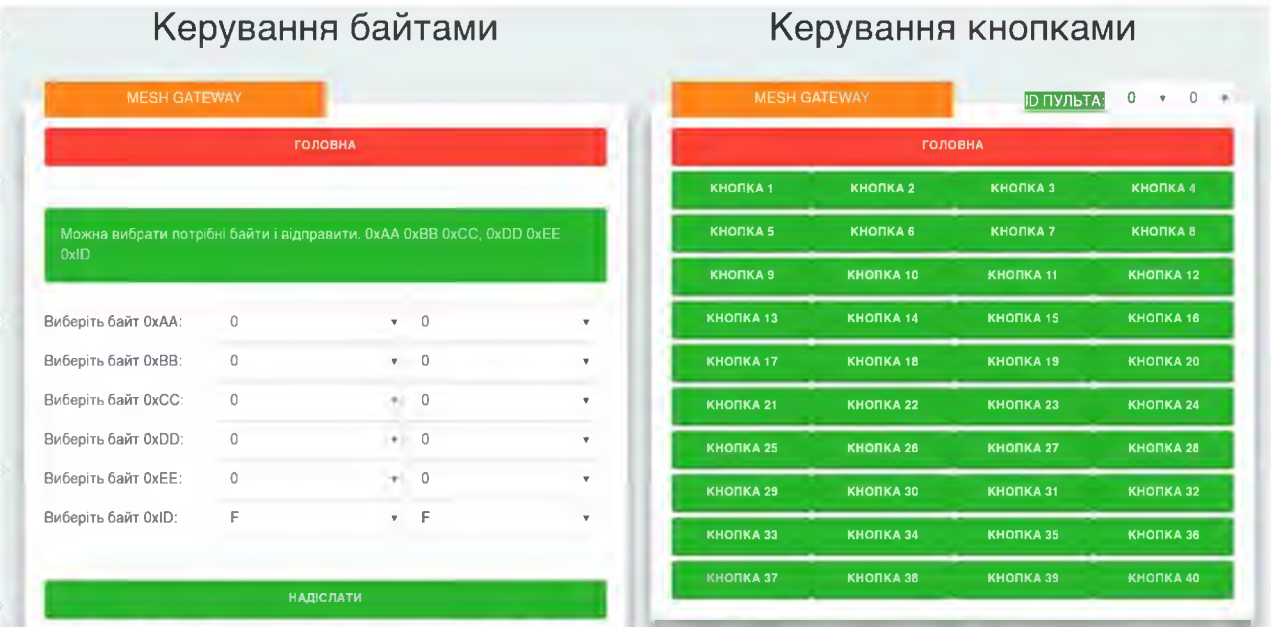 Керування байтами
MESH GATEWAY
ГОЛОВНА
Можна вибрати потрібні байти і відправити. 0xAA 0xBB 0xCC, 0xDD 0xEE
0xID
Виберіть байт 0xAA: 0 0
Виберіть байт 0xBB: 0 0
Виберіть байт 0xCC: 0 0
Виберіть байт 0xDD: 0 0
Виберіть байт 0xEE: 0 0
Виберіть байт 0xID: F F
НАДІСЛАТИ
Керування кнопками
MESH GATEWAY ID ПУЛЬТА: 0 0
ГОЛОВНА
КНОПКА 1 КНОПКА 2 КНОПКА 3 КНОПКА 4
КНОПКА 5 КНОПКА 6 КНОПКА 7 КНОПКА 8
КНОПКА 9 КНОПКА 10 КНОПКА 11 КНОПКА 12
КНОПКА 13 КНОПКА 14 КНОПКА 15 КНОПКА 16
КНОПКА 17 КНОПКА 18 КНОПКА 19 КНОПКА 20
КНОПКА 21 КНОПКА 22 КНОПКА 23 КНОПКА 24
КНОПКА 25 КНОПКА 26 КНОПКА 27 КНОПКА 28
КНОПКА 29 КНОПКА 30 КНОПКА 31 КНОПКА 32
КНОПКА 33 КНОПКА 34 КНОПКА 35 КНОПКА 36
КНОПКА 37 КНОПКА 38 КНОПКА 39 КНОПКА 40